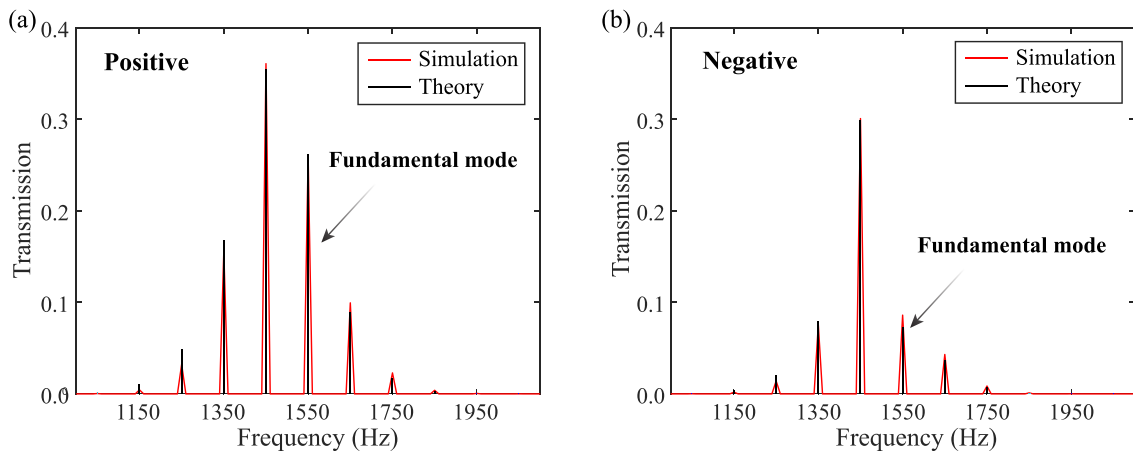 (a)
0.4
Positive
Simulation
Theory
0.3
Fundamental mode
Transmission
0.2
0.1
0.0
1150 1350 1550 1750 1950
Frequency (Hz)
(b)
0.4
Negative
Simulation
Theory
0.3
Transmission
0.2
Fundamental mode
0.1
0.0
1150 1350 1550 1750 1950
Frequency (Hz)